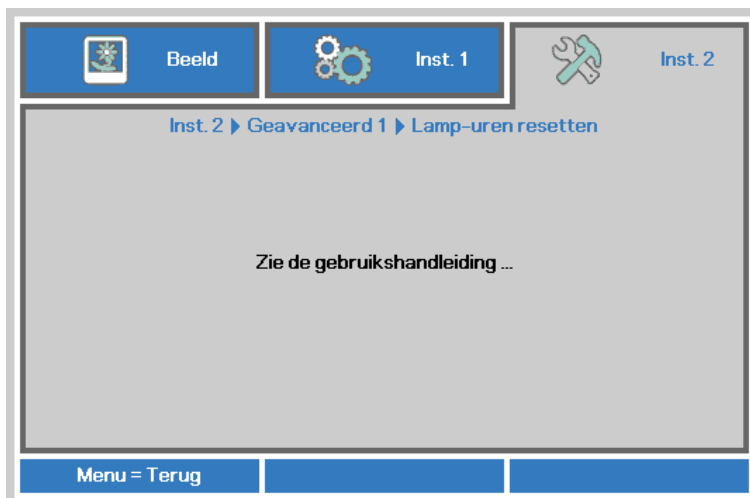 Beeld
Inst. 1
Inst. 2
Inst. 2 ▶ Geavanceerd 1 ▶ Lamp-uren resetten
Zie de gebruikshandleiding ...
Menu = Terug